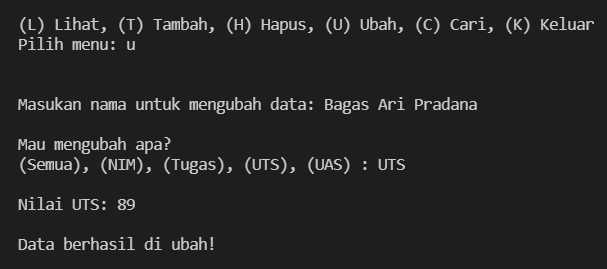 (L) Lihat, (T) Tambah, (H) Hapus, (U) Ubah, (C) Cari, (K) Keluar
Pilih menu: u
Masukan nama untuk mengubah data: Bagas Ari Pradana
Mau mengubah apa?
(Semua), (NIM), (Tugas), (UTS), (UAS) : UTS
Nilai UTS: 89
Data berhasil di ubah!